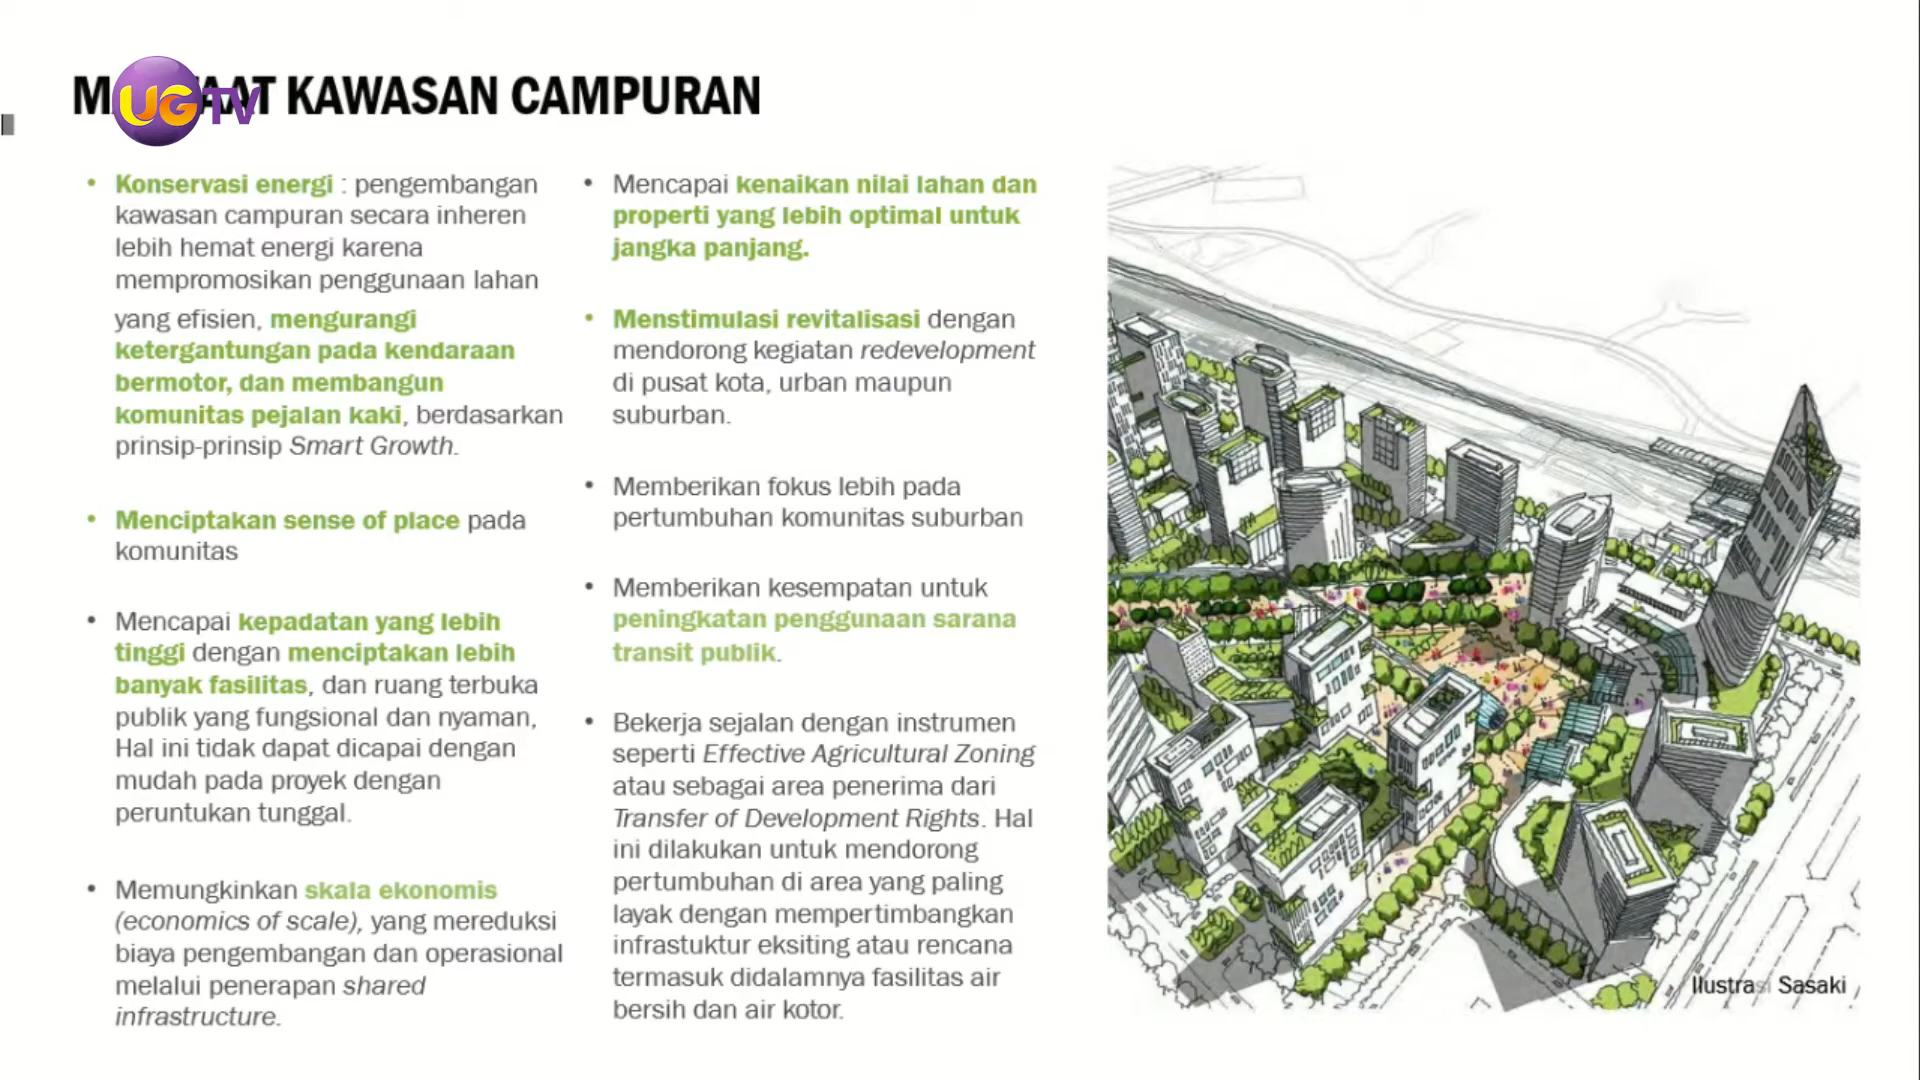 KAWASAN CAMPURAN
UGTV
• Konservasi energi : pengembangan
kawasan campuran secara inheren
lebih hemat energi karena
mempromosikan penggunaan lahan
yang efisien, mengurangi
ketergantungan pada kendaraan
bermotor, dan membangun
komunitas pejalan kaki, berdasarkan
prinsip-prinsip Smart Growth.
• Menciptakan sense of place pada
komunitas
• Mencapai kepadatan yang lebih
tinggi dengan menciptakan lebih
banyak fasilitas, dan ruang terbuka
publik yang fungsional dan nyaman,
Hal ini tidak dapat dicapai dengan
mudah pada proyek dengan
peruntukan tunggal.
• Memungkinkan skala ekonomis
(economics of scale), yang mereduksi
biaya pengembangan dan operasional
melalui penerapan shared
infrastructure.
• Mencapai kenaikan nilai lahan dan
properti yang lebih optimal untuk
jangka panjang.
• Menstimulasi revitalisasi dengan
mendorong kegiatan redevelopment
di pusat kota, urban maupun
suburban.
• Memberikan fokus lebih pada
pertumbuhan komunitas suburban
• Memberikan kesempatan untuk
peningkatan penggunaan sarana
transit publik.
• Bekerja sejalan dengan instrumen
seperti Effective Agricultural Zoning
atau sebagai area penerima dari
Transfer of Development Rights. Hal
ini dilakukan untuk mendorong
pertumbuhan di area yang paling
layak dengan mempertimbangkan
infrastuktur eksiting atau rencana
termasuk didalamnya fasilitas air
bersih dan air kotor.
Ilustrasi Sasaki